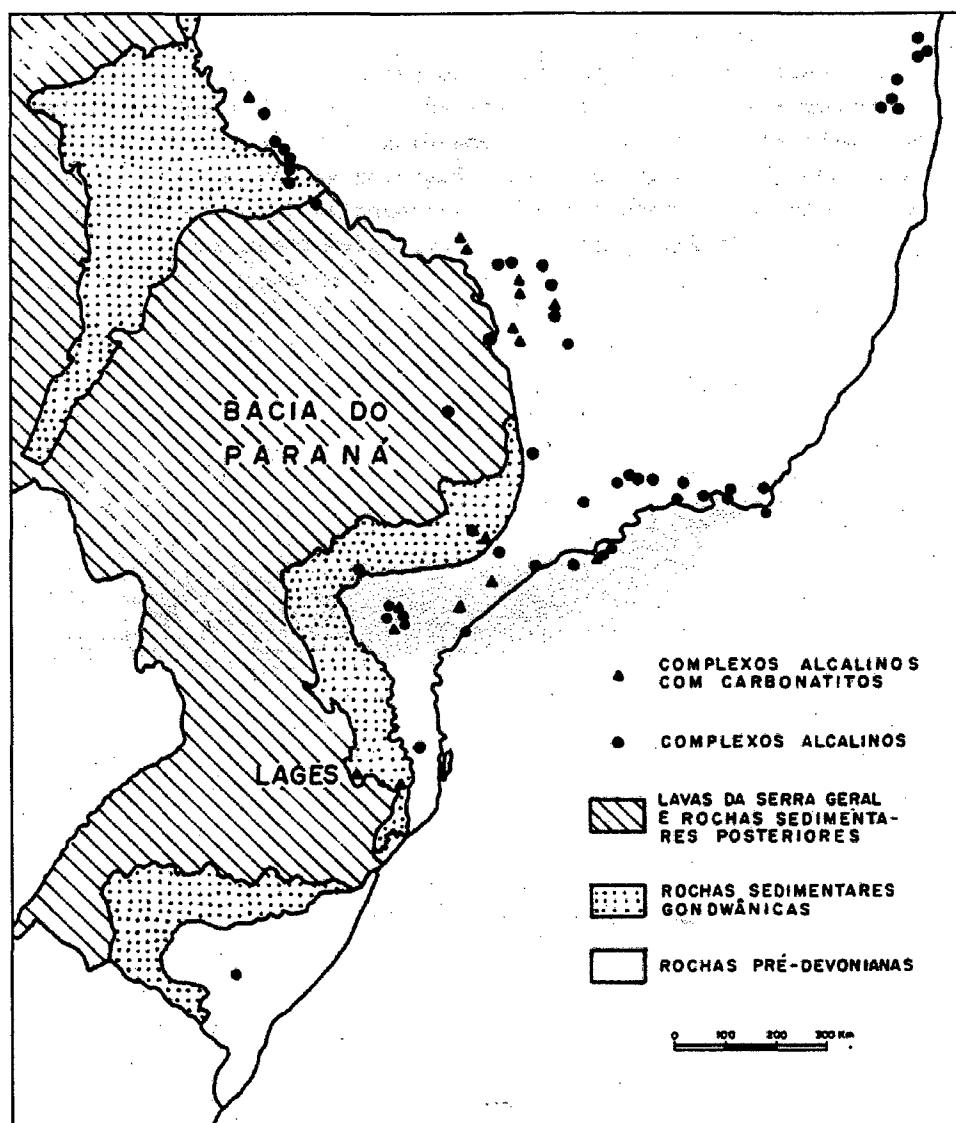 BACIA DO
PARANÁ
LAGES
COMPLEXOS ALCALINOS
COM CARBONATITOS
COMPLEXOS ALCALINOS
LAVAS DA SERRA GERAL
E ROCHAS SEDIMENTA-
RES POSTERIORES
ROCHAS SEDIMENTARES
GONDWÂNICAS
ROCHAS PRÉ-DEVONIANAS
0 100 200 300 Km